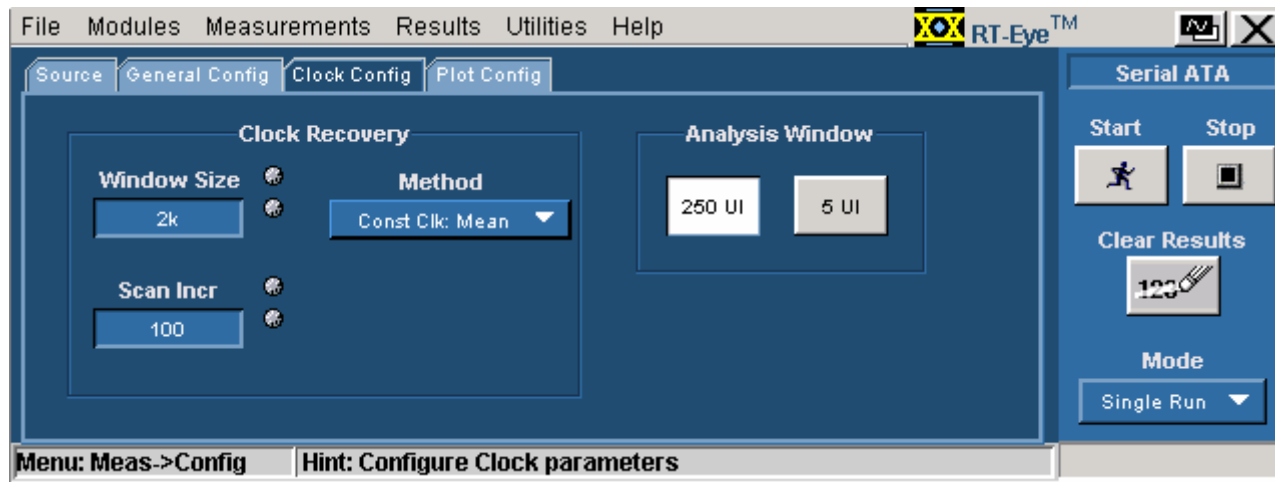 File Modules Measurements Results Utilities Help RT-Eye™
Source General Config Clock Config Plot Config
Serial ATA
Clock Recovery
Analysis Window
Start Stop
Window Size
Method
2k
Const Clk: Mean
250 UI 5 UI
Clear Results
Scan Incr
100
123
Mode
Single Run
Menu: Meas->Config Hint: Configure Clock parameters